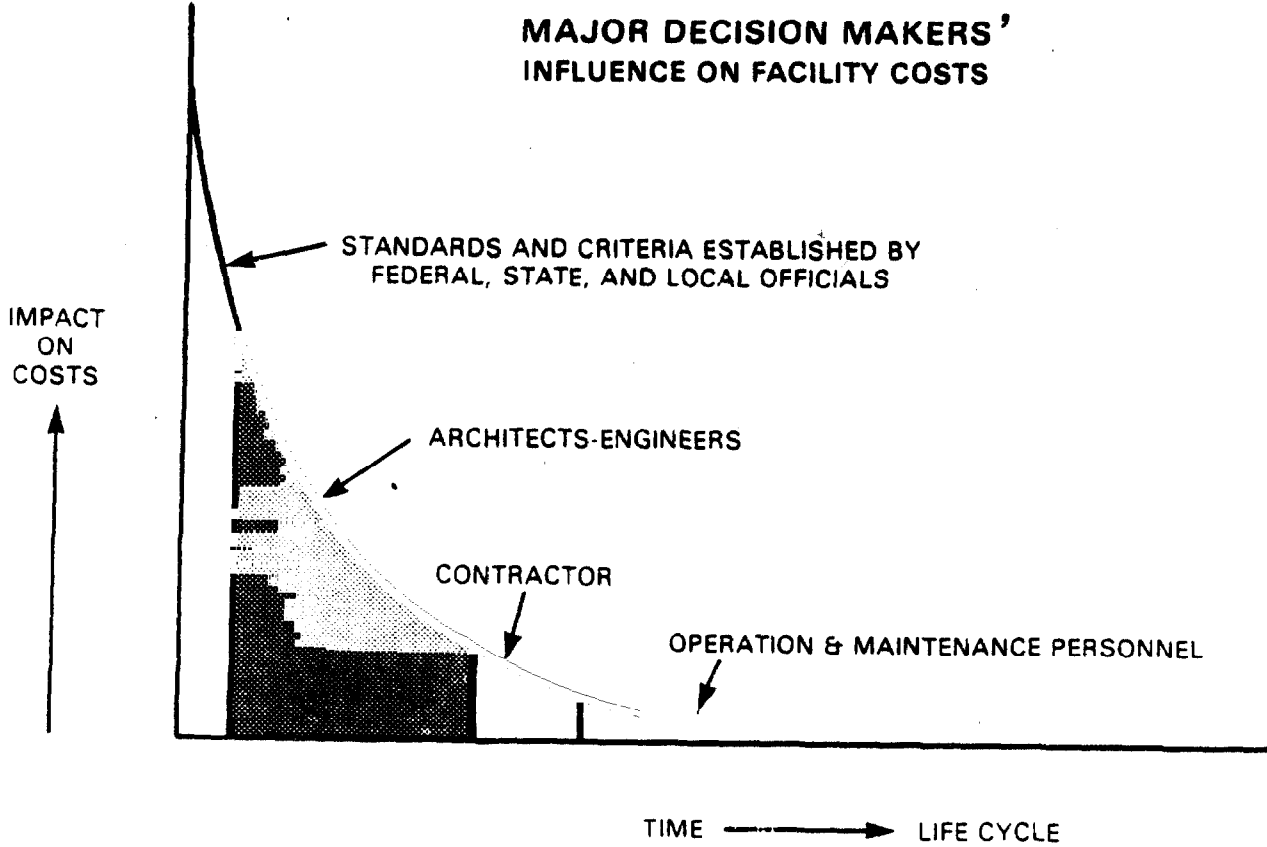 MAJOR DECISION MAKERS'
INFLUENCE ON FACILITY COSTS
STANDARDS AND CRITERIA ESTABLISHED BY
FEDERAL, STATE, AND LOCAL OFFICIALS
IMPACT
ON
COSTS
ARCHITECTS-ENGINEERS
CONTRACTOR
OPERATION & MAINTENANCE PERSONNEL
TIME
LIFE CYCLE